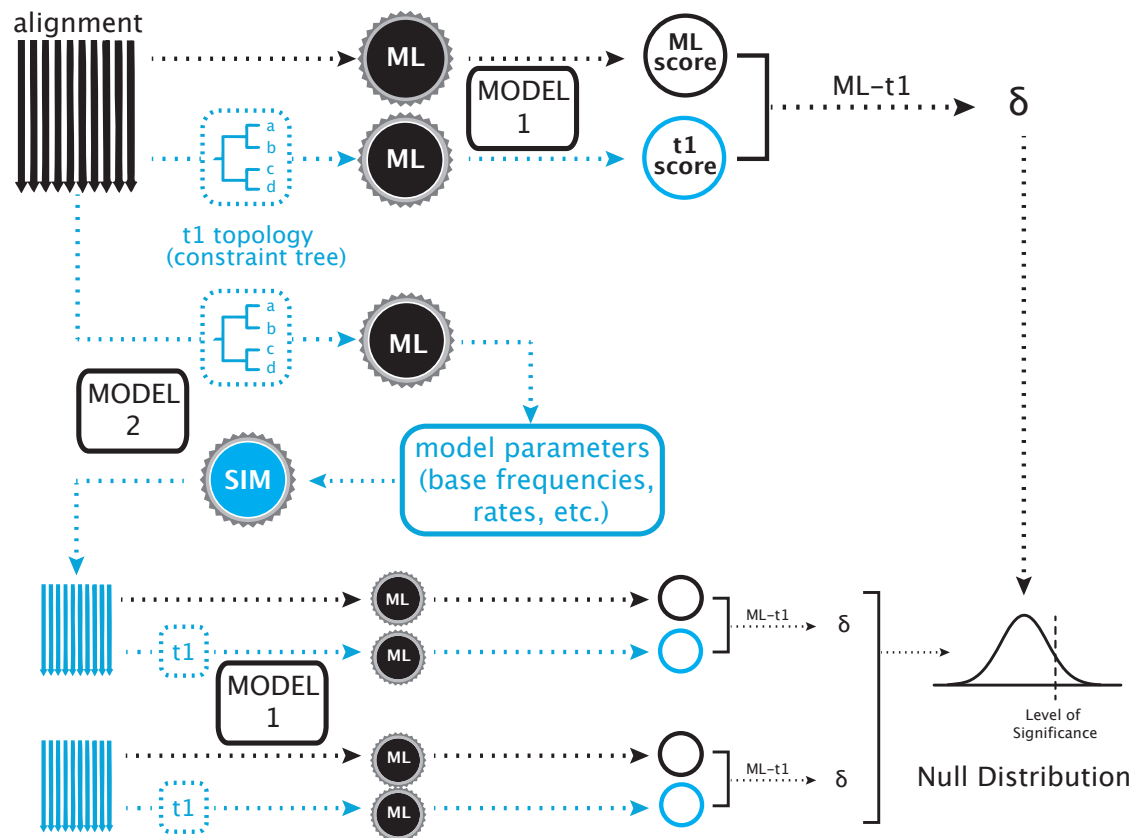 alignment
ML
MODEL
1
ML
score
ML–t1
δ
a
b
c
d
ML
t1
score
t1 topology
(constraint tree)
a
b
c
d
ML
MODEL
2
model parameters
(base frequencies,
rates, etc.)
SIM
ML
ML–t1
δ
t1
ML
MODEL
1
Level of
Significance
Null Distribution
ML
ML–t1
δ
t1
ML